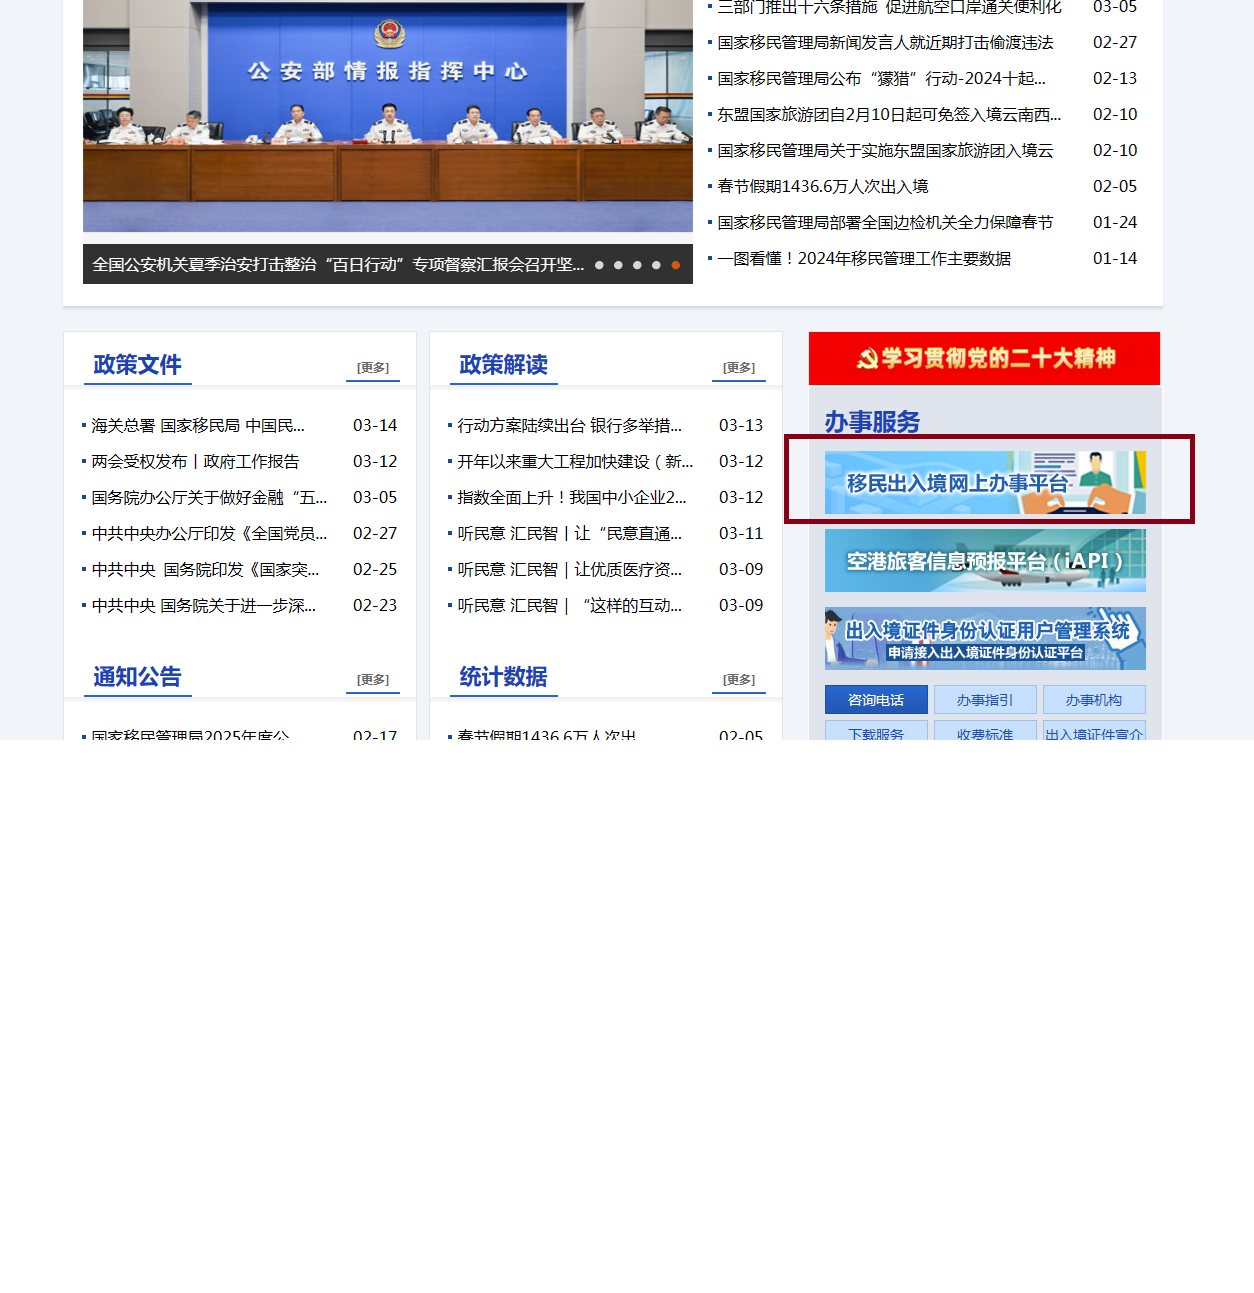 公安部情报指挥中心
全国公安机关夏季治安打击整治“百日行动”专项督察汇报会召开坚...
三部门推出十六条措施 促进航空口岸通关便利化 03-05
国家移民管理局新闻发言人就近期打击偷渡违法 02-27
国家移民管理局公布“獴猎”行动-2024十起... 02-13
东盟国家旅游团自2月10日起可免签入境云南西... 02-10
国家移民管理局关于实施东盟国家旅游团入境云 02-10
春节假期1436.6万人次出入境 02-05
国家移民管理局部署全国边检机关全力保障春节 01-24
一图看懂！2024年移民管理工作主要数据 01-14
政策文件 [更多]
海关总署 国家移民局 中国民... 03-14
两会受权发布丨政府工作报告 03-12
国务院办公厅关于做好金融“五... 03-05
中共中央办公厅印发《全国党员... 02-27
中共中央 国务院印发《国家突... 02-25
中共中央 国务院关于进一步深... 02-23
政策解读 [更多]
行动方案陆续出台 银行多举措... 03-13
开年以来重大工程加快建设（新... 03-12
指数全面上升！我国中小企业2... 03-12
听民意 汇民智丨让“民意直通... 03-11
听民意 汇民智｜让优质医疗资... 03-09
听民意 汇民智｜“这样的互动... 03-09
通知公告 [更多]
国家移民管理局2025年度公 02-17
统计数据 [更多]
春节假期1436.6万人次出 02-05
学习贯彻党的二十大精神
办事服务
移民出入境网上办事平台
空港旅客信息预报平台（iAPI）
出入境证件身份认证用户管理系统
申请接入出入境证件身份认证平台
咨询电话 办事指引 办事机构
下载服务 收费标准 出入境证件宣介